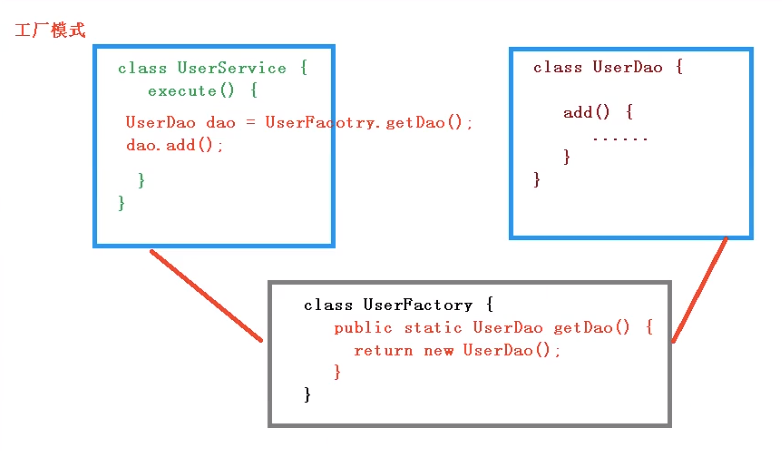 工厂模式
class UserService {
execute() {
UserDao dao = UserFacotry.getDao();
dao.add();
}
}
class UserDao {
add() {
......
}
}
class UserFactory {
public static UserDao getDao() {
return new UserDao();
}
}